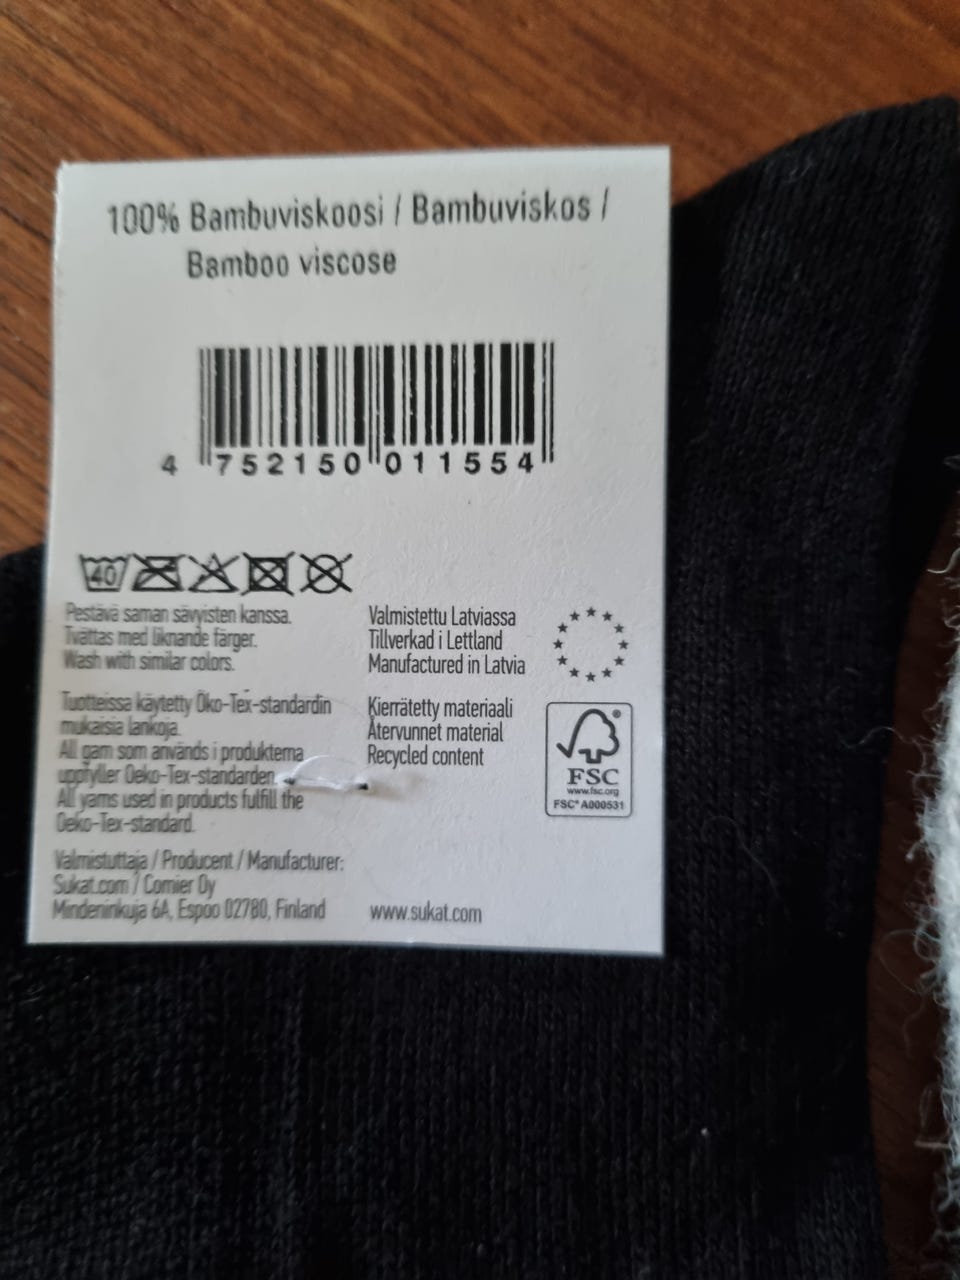 100% Bambuviskoosi / Bambuviskos /
Bamboo viscose
4 752150 011554
40
Pestävä saman sävyisten kanssa.
Tvättas med liknande färger.
Wash with similar colors.
Valmistettu Latviassa
Tillverkad i Lettland
Manufactured in Latvia
Tuotteissa käytetty Öko-Tex-standardin
mukaisia lankoja.
All garn som används i produkterna
uppfyller Oeko-Tex-standarden.
All yarns used in products fulfill the
Oeko-Tex-standard.
Kierrätetty materiaali
Återvunnet material
Recycled content
FSC
www.fsc.org
FSC® A000531
Valmistuttaja / Producent / Manufacturer:
Sukat.com / Comier Oy
Mindeninkuja 6A, Espoo 02780, Finland
www.sukat.com